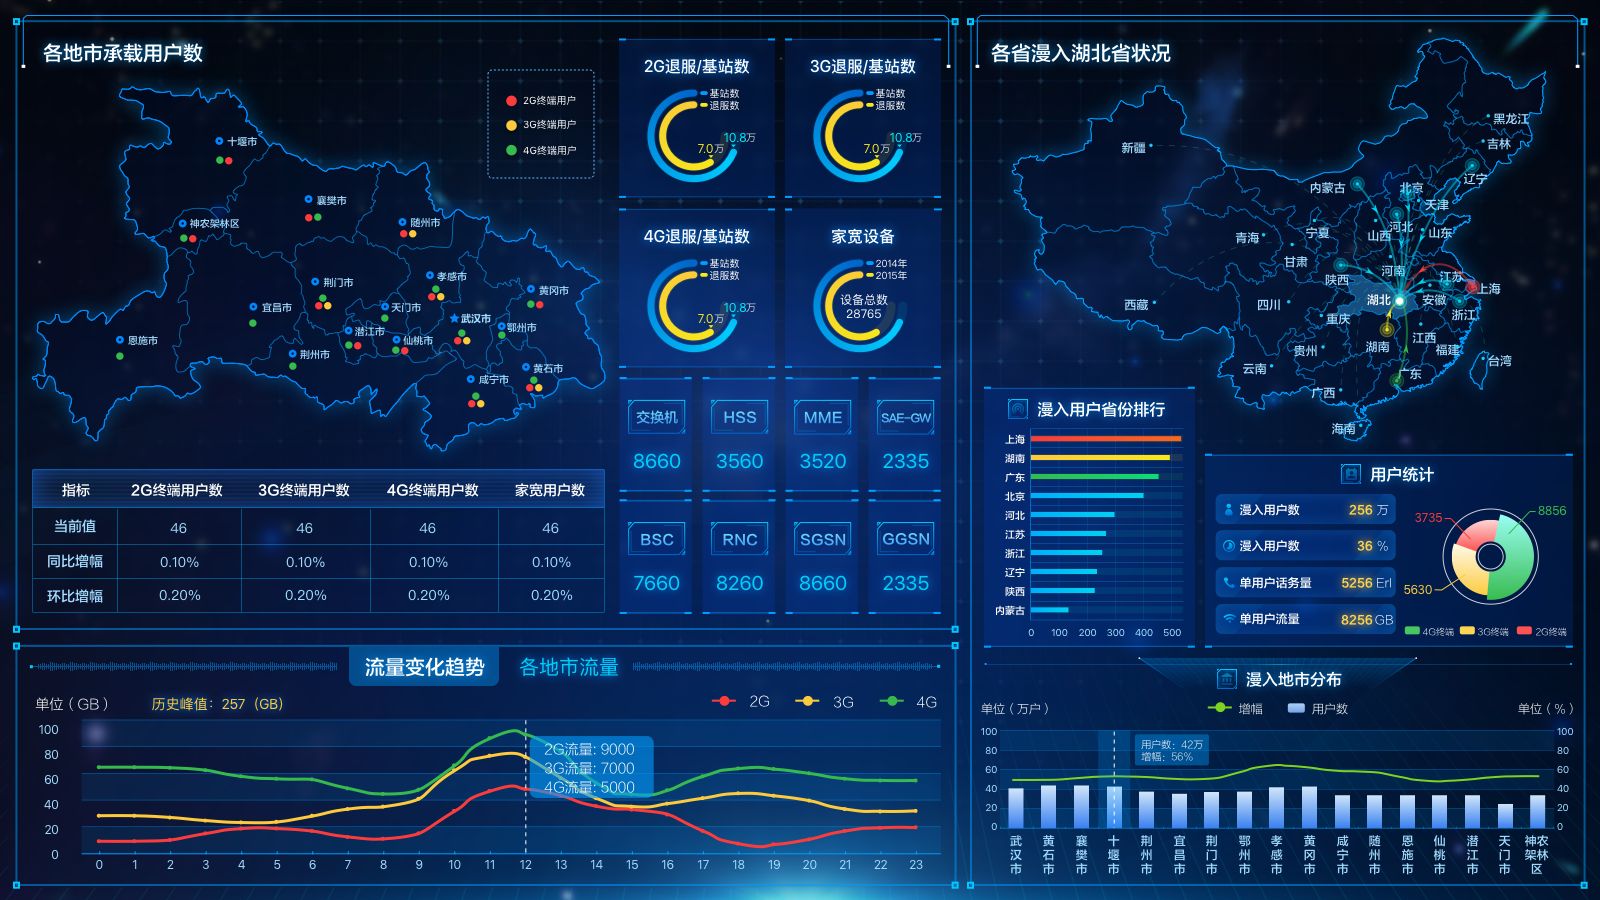 各地市承载用户数
2G终端用户
3G终端用户
4G终端用户
十堰市
襄樊市
神农架林区
随州市
荆门市
孝感市
黄冈市
宜昌市
天门市
武汉市
潜江市
鄂州市
恩施市
荆州市
仙桃市
咸宁市
黄石市
指标 2G终端用户数 3G终端用户数 4G终端用户数 家宽用户数
当前值 46 46 46 46
同比增幅 0.10% 0.10% 0.10% 0.10%
环比增幅 0.20% 0.20% 0.20% 0.20%
2G退服/基站数
基站数
退服数
10.8万
7.0万
3G退服/基站数
基站数
退服数
10.8万
7.0万
4G退服/基站数
基站数
退服数
10.8万
7.0万
家宽设备
2014年
2015年
设备总数
28765
交换机 HSS MME SAE-GW
8660 3560 3520 2335
BSC RNC SGSN GGSN
7660 8260 8660 2335
流量变化趋势 各地市流量
单位（GB） 历史峰值：257（GB） 2G 3G 4G
100
80
60
40
20
0
2G流量: 9000
3G流量: 7000
4G流量: 5000
0 1 2 3 4 5 6 7 8 9 10 11 12 13 14 15 16 17 18 19 20 21 22 23
各省漫入湖北省状况
黑龙江
吉林
辽宁
新疆
内蒙古
北京
天津
河北
山西
山东
宁夏
青海
甘肃
河南
陕西
江苏
上海
西藏
四川
湖北
安徽
浙江
重庆
江西
湖南
福建
贵州
台湾
云南
广东
广西
海南
漫入用户省份排行
上海
湖南
广东
北京
河北
江苏
浙江
辽宁
陕西
内蒙古
0 100 200 300 400 500
用户统计
漫入用户数 256 万
漫入用户数 36 %
单用户话务量 5256 Erl
单用户流量 8256 GB
3735
8856
5630
4G终端 3G终端 2G终端
漫入地市分布
单位（万户） 增幅 用户数 单位（%）
100 100
80 80
60 60
40 40
20 20
0 0
用户数：42万
增幅：56%
武汉市 黄石市 襄樊市 十堰市 荆州市 宜昌市 荆门市 鄂州市 孝感市 黄冈市 咸宁市 随州市 恩施市 仙桃市 潜江市 天门市 神农架林区